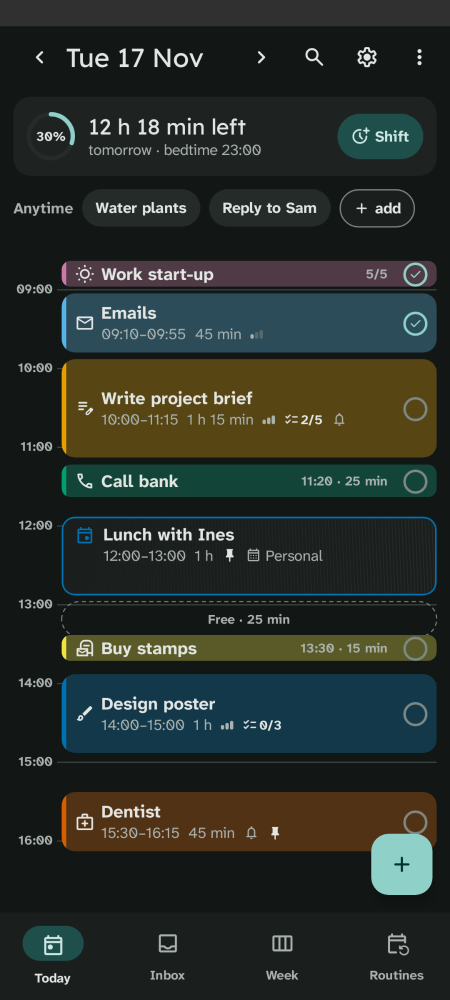 Tue 17 Nov
30%
12 h 18 min left
tomorrow · bedtime 23:00
Shift
Anytime
Water plants
Reply to Sam
+ add
Work start-up
5/5
09:00
Emails
09:10–09:55 45 min
10:00
Write project brief
10:00–11:15 1 h 15 min 2/5
11:00
Call bank
11:20 · 25 min
12:00
Lunch with Ines
12:00–13:00 1 h Personal
13:00
Free · 25 min
Buy stamps
13:30 · 15 min
14:00
Design poster
14:00–15:00 1 h 0/3
15:00
Dentist
15:30–16:15 45 min
16:00
+
Today
Inbox
Week
Routines